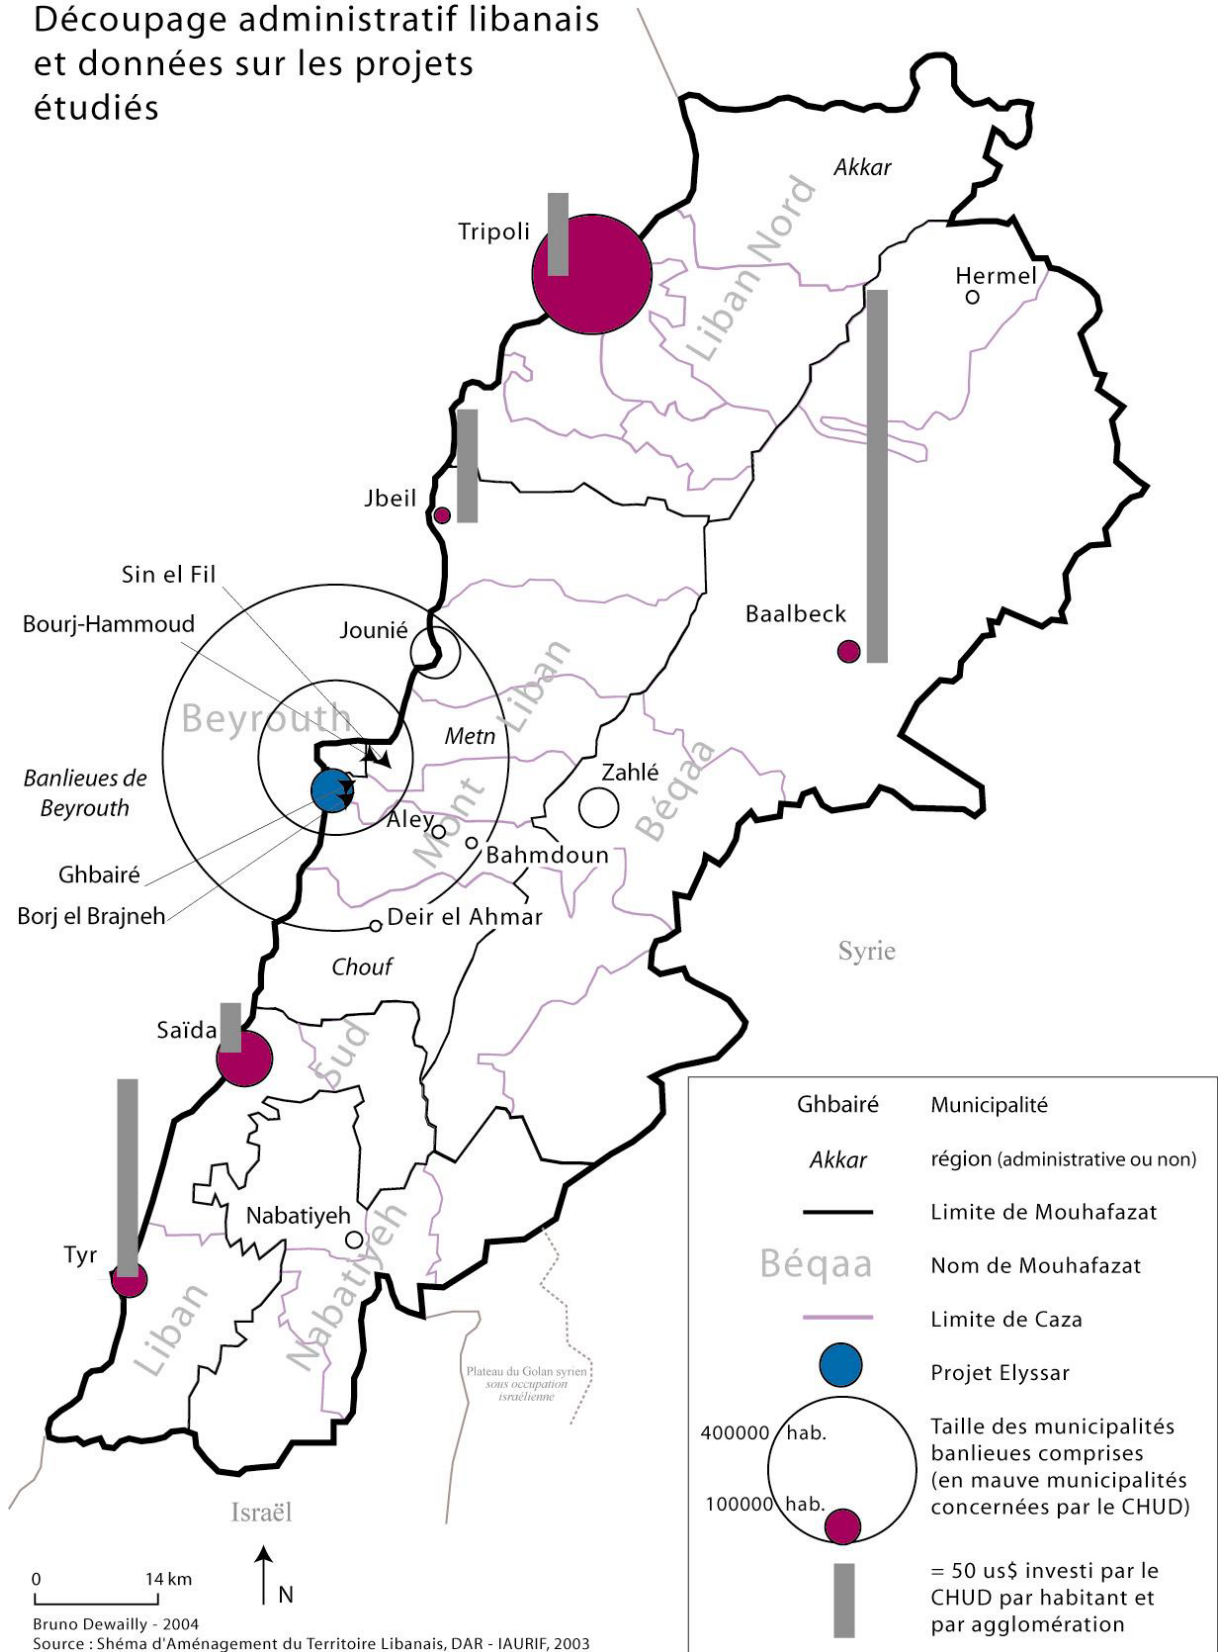 Découpage administratif libanais
et données sur les projets
étudiés
Akkar
Liban Nord
Tripoli
Hermel
Jbeil
Sin el Fil
Bourj-Hammoud
Jounié
Baalbeck
Beyrouth
Mont Liban
Metn
Banlieues de
Beyrouth
Zahlé
Béqaa
Aley
Bahmdoun
Ghbairé
Borj el Brajneh
Deir el Ahmar
Chouf
Syrie
Saïda
Sud
Nabatiyeh
Tyr
Liban
Nabatiyeh
Plateau du Golan syrien
sous occupation
israélienne
Israël
Ghbairé Municipalité
Akkar région (administrative ou non)
Limite de Mouhafazat
Béqaa Nom de Mouhafazat
Limite de Caza
Projet Elyssar
400000 hab.
100000 hab.
Taille des municipalités
banlieues comprises
(en mauve municipalités
concernées par le CHUD)
= 50 us$ investi par le
CHUD par habitant et
par agglomération
0 14 km
N
Bruno Dewailly - 2004
Source : Shéma d'Aménagement du Territoire Libanais, DAR - IAURIF, 2003